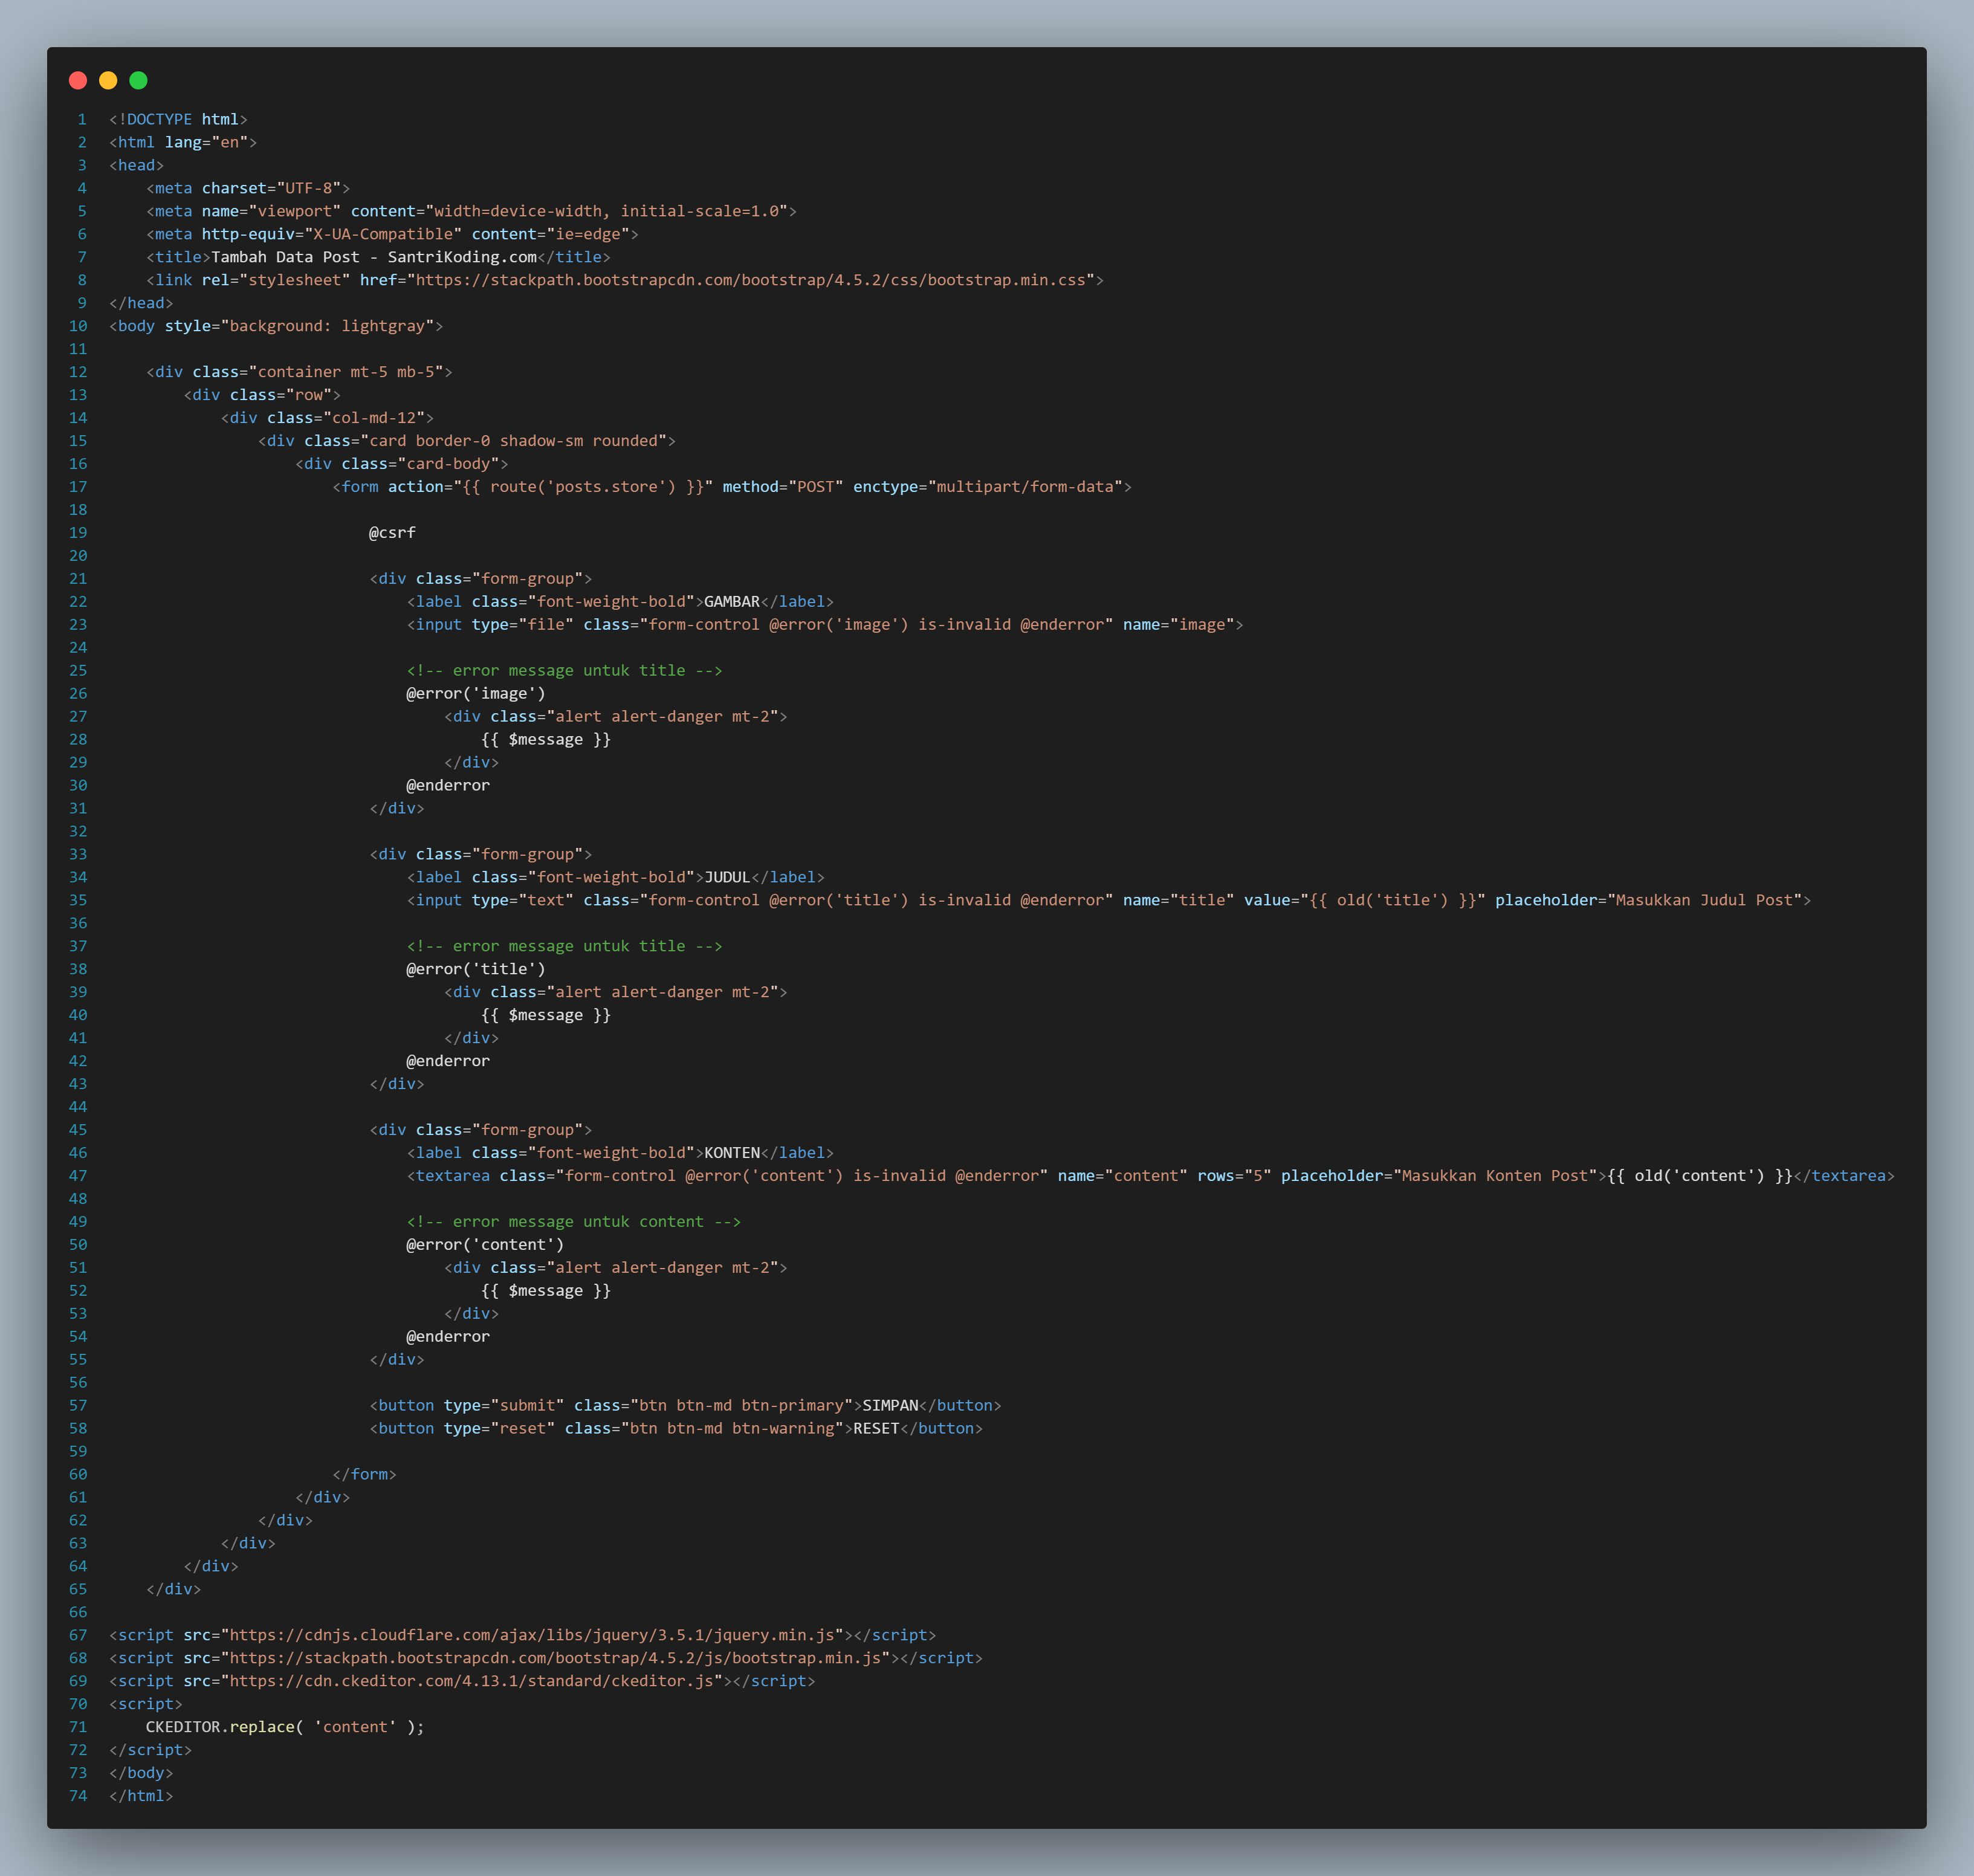 1 <!DOCTYPE html>
2 <html lang="en">
3 <head>
4     <meta charset="UTF-8">
5     <meta name="viewport" content="width=device-width, initial-scale=1.0">
6     <meta http-equiv="X-UA-Compatible" content="ie=edge">
7     <title>Tambah Data Post - SantriKoding.com</title>
8     <link rel="stylesheet" href="https://stackpath.bootstrapcdn.com/bootstrap/4.5.2/css/bootstrap.min.css">
9 </head>
10 <body style="background: lightgray">
11
12     <div class="container mt-5 mb-5">
13         <div class="row">
14             <div class="col-md-12">
15                 <div class="card border-0 shadow-sm rounded">
16                     <div class="card-body">
17                         <form action="{{ route('posts.store') }}" method="POST" enctype="multipart/form-data">
18
19                             @csrf
20
21                             <div class="form-group">
22                                 <label class="font-weight-bold">GAMBAR</label>
23                                 <input type="file" class="form-control @error('image') is-invalid @enderror" name="image">
24
25                                 <!-- error message untuk title -->
26                                 @error('image')
27                                     <div class="alert alert-danger mt-2">
28                                         {{ $message }}
29                                     </div>
30                                 @enderror
31                             </div>
32
33                             <div class="form-group">
34                                 <label class="font-weight-bold">JUDUL</label>
35                                 <input type="text" class="form-control @error('title') is-invalid @enderror" name="title" value="{{ old('title') }}" placeholder="Masukkan Judul Post">
36
37                                 <!-- error message untuk title -->
38                                 @error('title')
39                                     <div class="alert alert-danger mt-2">
40                                         {{ $message }}
41                                     </div>
42                                 @enderror
43                             </div>
44
45                             <div class="form-group">
46                                 <label class="font-weight-bold">KONTEN</label>
47                                 <textarea class="form-control @error('content') is-invalid @enderror" name="content" rows="5" placeholder="Masukkan Konten Post">{{ old('content') }}</textarea>
48
49                                 <!-- error message untuk content -->
50                                 @error('content')
51                                     <div class="alert alert-danger mt-2">
52                                         {{ $message }}
53                                     </div>
54                                 @enderror
55                             </div>
56
57                             <button type="submit" class="btn btn-md btn-primary">SIMPAN</button>
58                             <button type="reset" class="btn btn-md btn-warning">RESET</button>
59
60                         </form>
61                     </div>
62                 </div>
63             </div>
64         </div>
65     </div>
66
67 <script src="https://cdnjs.cloudflare.com/ajax/libs/jquery/3.5.1/jquery.min.js"></script>
68 <script src="https://stackpath.bootstrapcdn.com/bootstrap/4.5.2/js/bootstrap.min.js"></script>
69 <script src="https://cdn.ckeditor.com/4.13.1/standard/ckeditor.js"></script>
70 <script>
71     CKEDITOR.replace( 'content' );
72 </script>
73 </body>
74 </html>